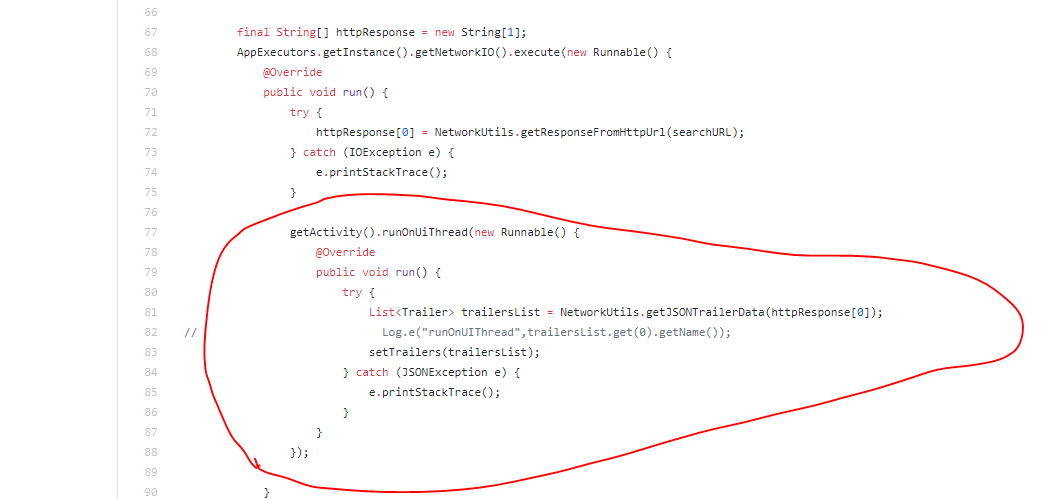 66
67 final String[] httpResponse = new String[1];
68 AppExecutors.getInstance().getNetworkIO().execute(new Runnable() {
69 @Override
70 public void run() {
71 try {
72 httpResponse[0] = NetworkUtils.getResponseFromHttpUrl(searchURL);
73 } catch (IOException e) {
74 e.printStackTrace();
75 }
76
77 getActivity().runOnUiThread(new Runnable() {
78 @Override
79 public void run() {
80 try {
81 List<Trailer> trailersList = NetworkUtils.getJSONTrailerData(httpResponse[0]);
82 // Log.e("runOnUIThread",trailersList.get(0).getName());
83 setTrailers(trailersList);
84 } catch (JSONException e) {
85 e.printStackTrace();
86 }
87 }
88 });
89
90 }